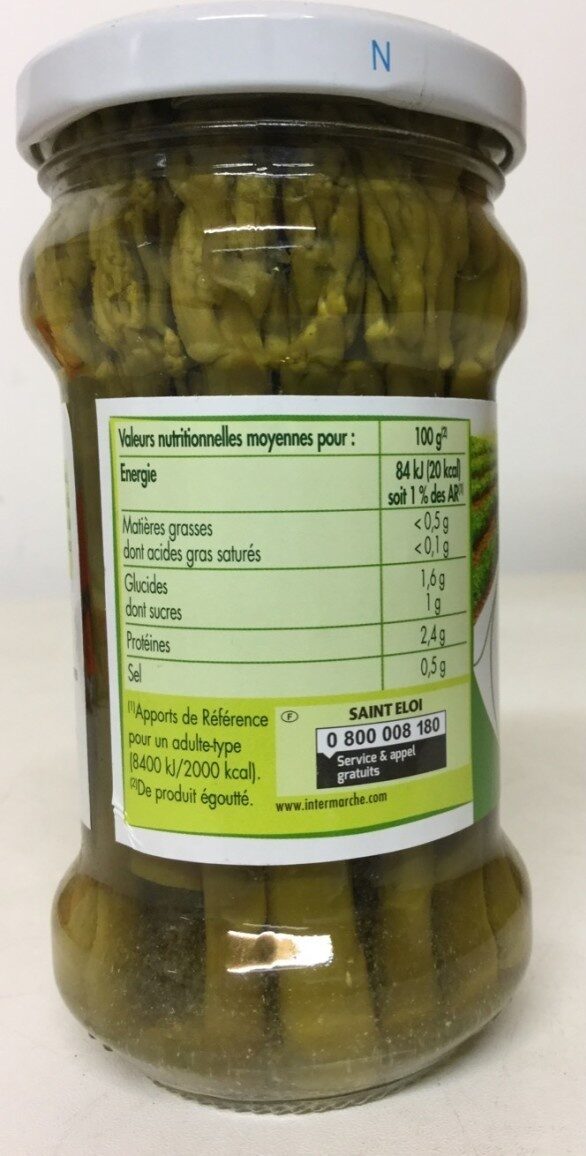 N
Valeurs nutritionnelles moyennes pour : 100 g⁽²⁾
Energie 84 kJ (20 kcal)
soit 1 % des AR⁽¹⁾
Matières grasses <0,5 g
dont acides gras saturés <0,1 g
Glucides 1,6 g
dont sucres 1 g
Protéines 2,4 g
Sel 0,5 g
⁽¹⁾Apports de Référence
pour un adulte-type
(8400 kJ/2000 kcal).
⁽²⁾De produit égoutté.
F
SAINT ELOI
0 800 008 180
Service & appel
gratuits
www.intermarche.com